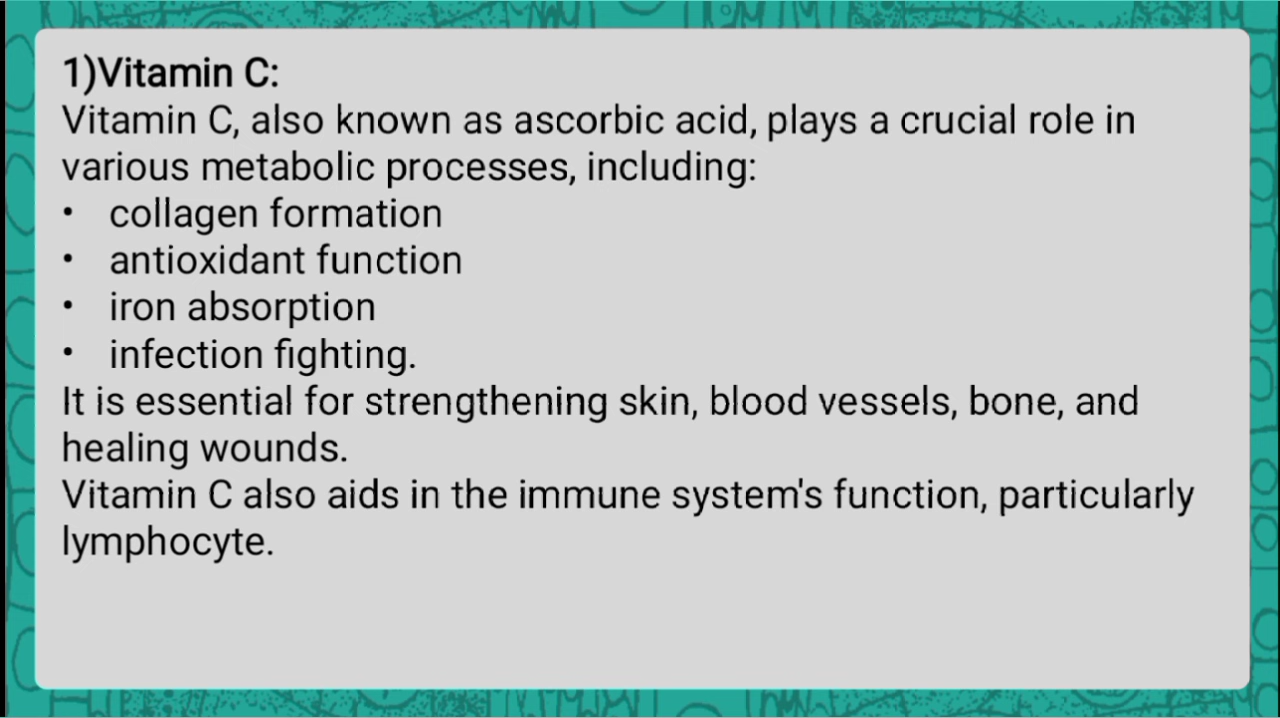 1)Vitamin C:
Vitamin C, also known as ascorbic acid, plays a crucial role in
various metabolic processes, including:
• collagen formation
• antioxidant function
• iron absorption
• infection fighting.
It is essential for strengthening skin, blood vessels, bone, and
healing wounds.
Vitamin C also aids in the immune system's function, particularly
lymphocyte.